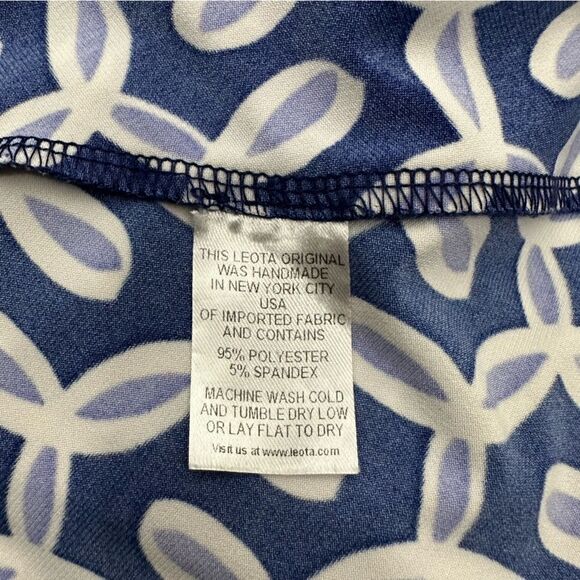 THIS LEOTA ORIGINAL
WAS HANDMADE
IN NEW YORK CITY
USA
OF IMPORTED FABRIC
AND CONTAINS
95% POLYESTER
5% SPANDEX
MACHINE WASH COLD
AND TUMBLE DRY LOW
OR LAY FLAT TO DRY
Visit us at www.leota.com